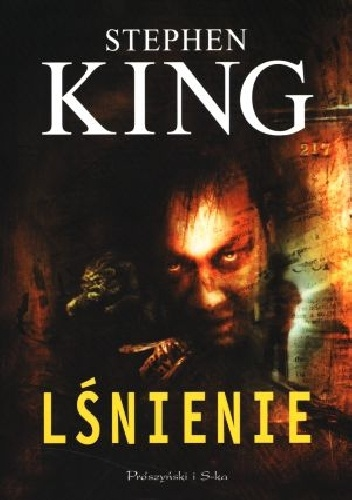 STEPHEN
KING
217
LŚNIENIE
Prószyński i S-ka